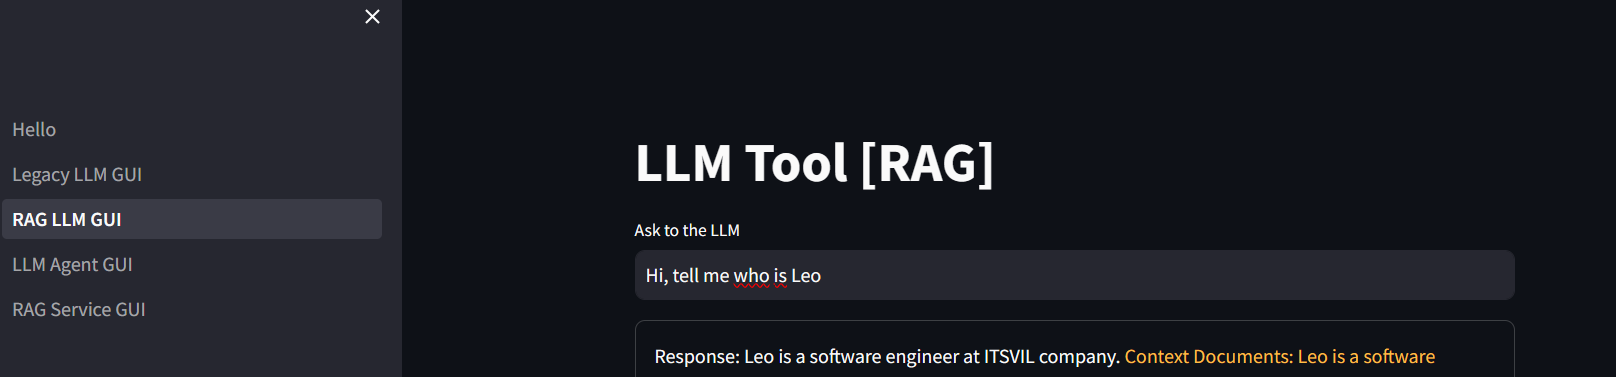 Hello
Legacy LLM GUI
RAG LLM GUI
LLM Agent GUI
RAG Service GUI
LLM Tool [RAG]
Ask to the LLM
Hi, tell me who is Leo
Response: Leo is a software engineer at ITSVIL company. Context Documents: Leo is a software